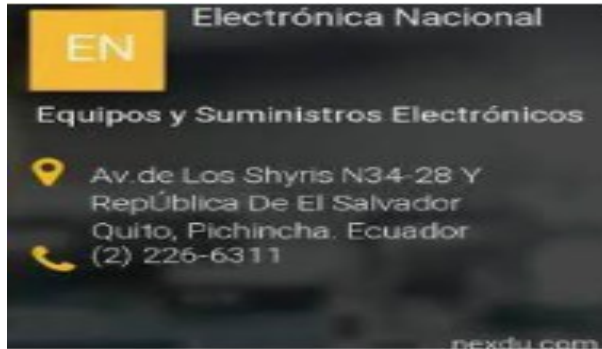 Electrónica Nacional
EN
Equipos y Suministros Electrónicos
Av.de Los Shyris N34-28 Y
RepÚblica De El Salvador
Quito, Pichincha. Ecuador
(2) 226-6311
nexdu.com